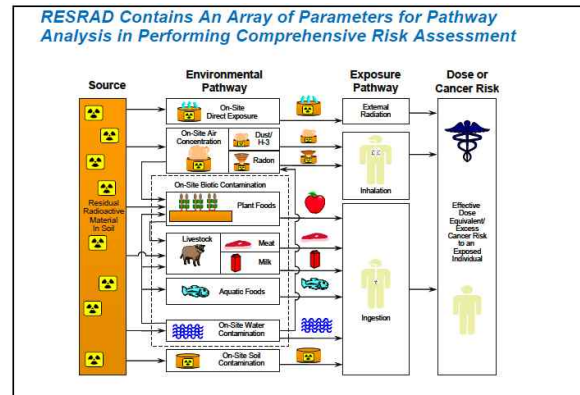 RESRAD Contains An Array of Parameters for Pathway
Analysis in Performing Comprehensive Risk Assessment
Source
Environmental
Pathway
Exposure
Pathway
Dose or
Cancer Risk
On-Site
Direct Exposure
External
Radiation
On-Site Air
Concentration
Dust/
H-3
Radon
Inhalation
On-Site Biotic Contamination
Plant Foods
Residual
Radioactive
Material
In Soil
Livestock
Meat
Milk
Aquatic Foods
Ingestion
Effective
Dose
Equivalent/
Excess
Cancer Risk
to an
Exposed
Individual
On-Site Water
Contamination
On-Site Soil
Contamination